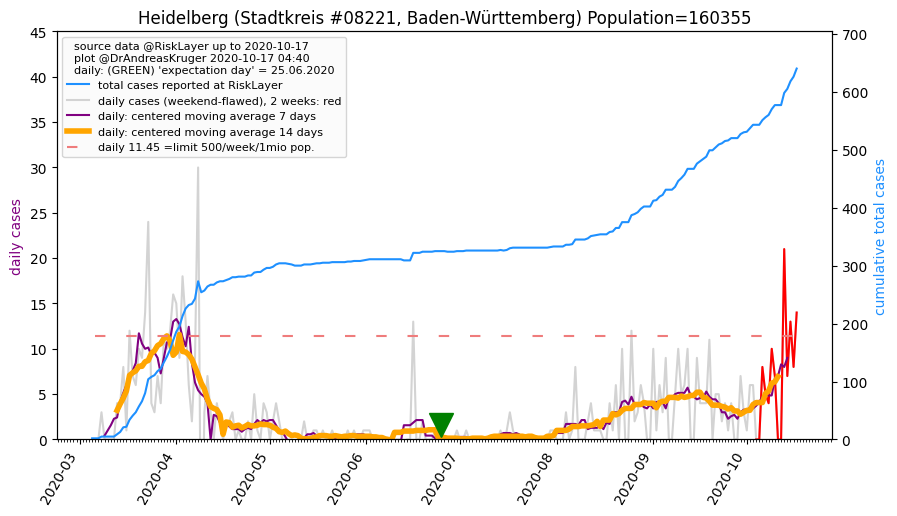 Heidelberg (Stadtkreis #08221, Baden-Württemberg) Population=160355
source data @RiskLayer up to 2020-10-17
plot @DrAndreasKruger 2020-10-17 04:40
daily: (GREEN) 'expectation day' = 25.06.2020
total cases reported at RiskLayer
daily cases (weekend-flawed), 2 weeks: red
daily: centered moving average 7 days
daily: centered moving average 14 days
daily 11.45 =limit 500/week/1mio pop.
daily cases
45
40
35
30
25
20
15
10
5
0
cumulative total cases
700
600
500
400
300
200
100
0
2020-03
2020-04
2020-05
2020-06
2020-07
2020-08
2020-09
2020-10